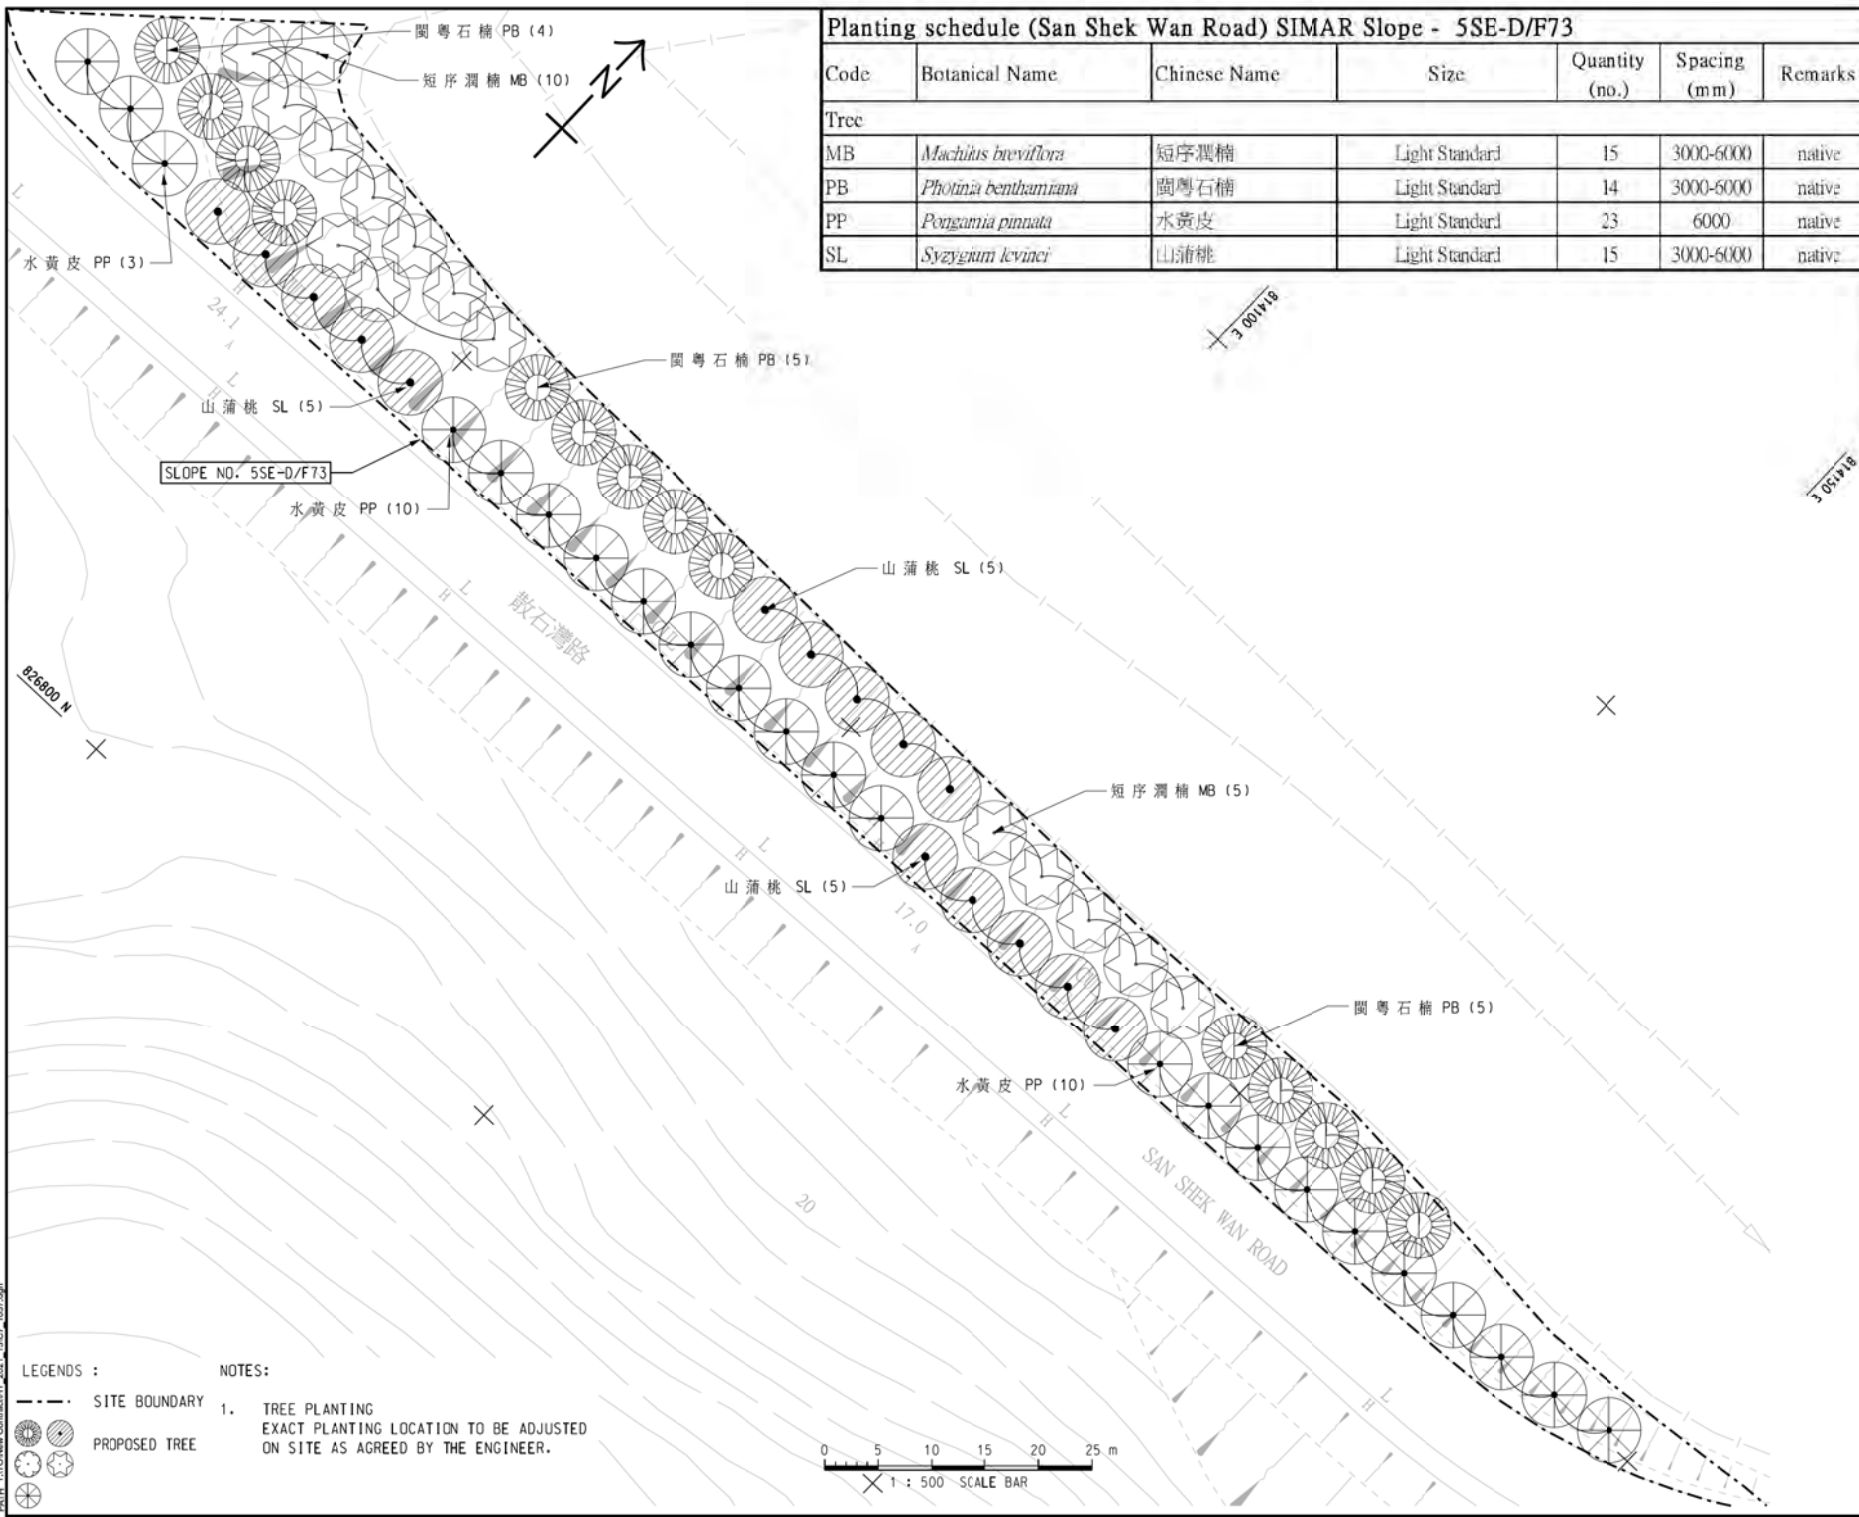 Planting schedule (San Shek Wan Road) SIMAR Slope - 5SE-D/F73
Code Botanical Name Chinese Name Size Quantity (no.) Spacing (mm) Remarks
Tree
MB Machilus breviflora 短序潤楠 Light Standard 15 3000-6000 native
PB Photinia benthamiana 閩粵石楠 Light Standard 14 3000-6000 native
PP Pongamia pinnata 水黃皮 Light Standard 23 6000 native
SL Syzygium levinei 山蒲桃 Light Standard 15 3000-6000 native
閩粵石楠 PB (4)
短序潤楠 MB (10)
N
水黃皮 PP (3)
L
H
24.1
A
814100 E
閩粵石楠 PB (5)
L
H
山蒲桃 SL (5)
SLOPE NO. 5SE-D/F73
814150 E
水黃皮 PP (10)
山蒲桃 SL (5)
L
H
散石灣路
826800 N
短序潤楠 MB (5)
L
H
山蒲桃 SL (5)
17.0
A
閩粵石楠 PB (5)
水黃皮 PP (10)
L
H
SAN SHEK WAN ROAD
20
L
H
LEGENDS :
SITE BOUNDARY
PROPOSED TREE
NOTES:
1. TREE PLANTING
EXACT PLANTING LOCATION TO BE ADJUSTED
ON SITE AS AGREED BY THE ENGINEER.
0 5 10 15 20 25 m
1 : 500 SCALE BAR